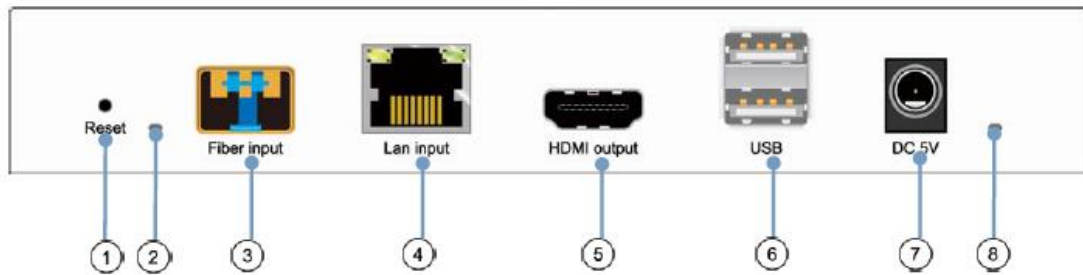 Reset
Fiber input
Lan input
HDMI output
USB
DC 5V
1 2 3 4 5 6 7 8